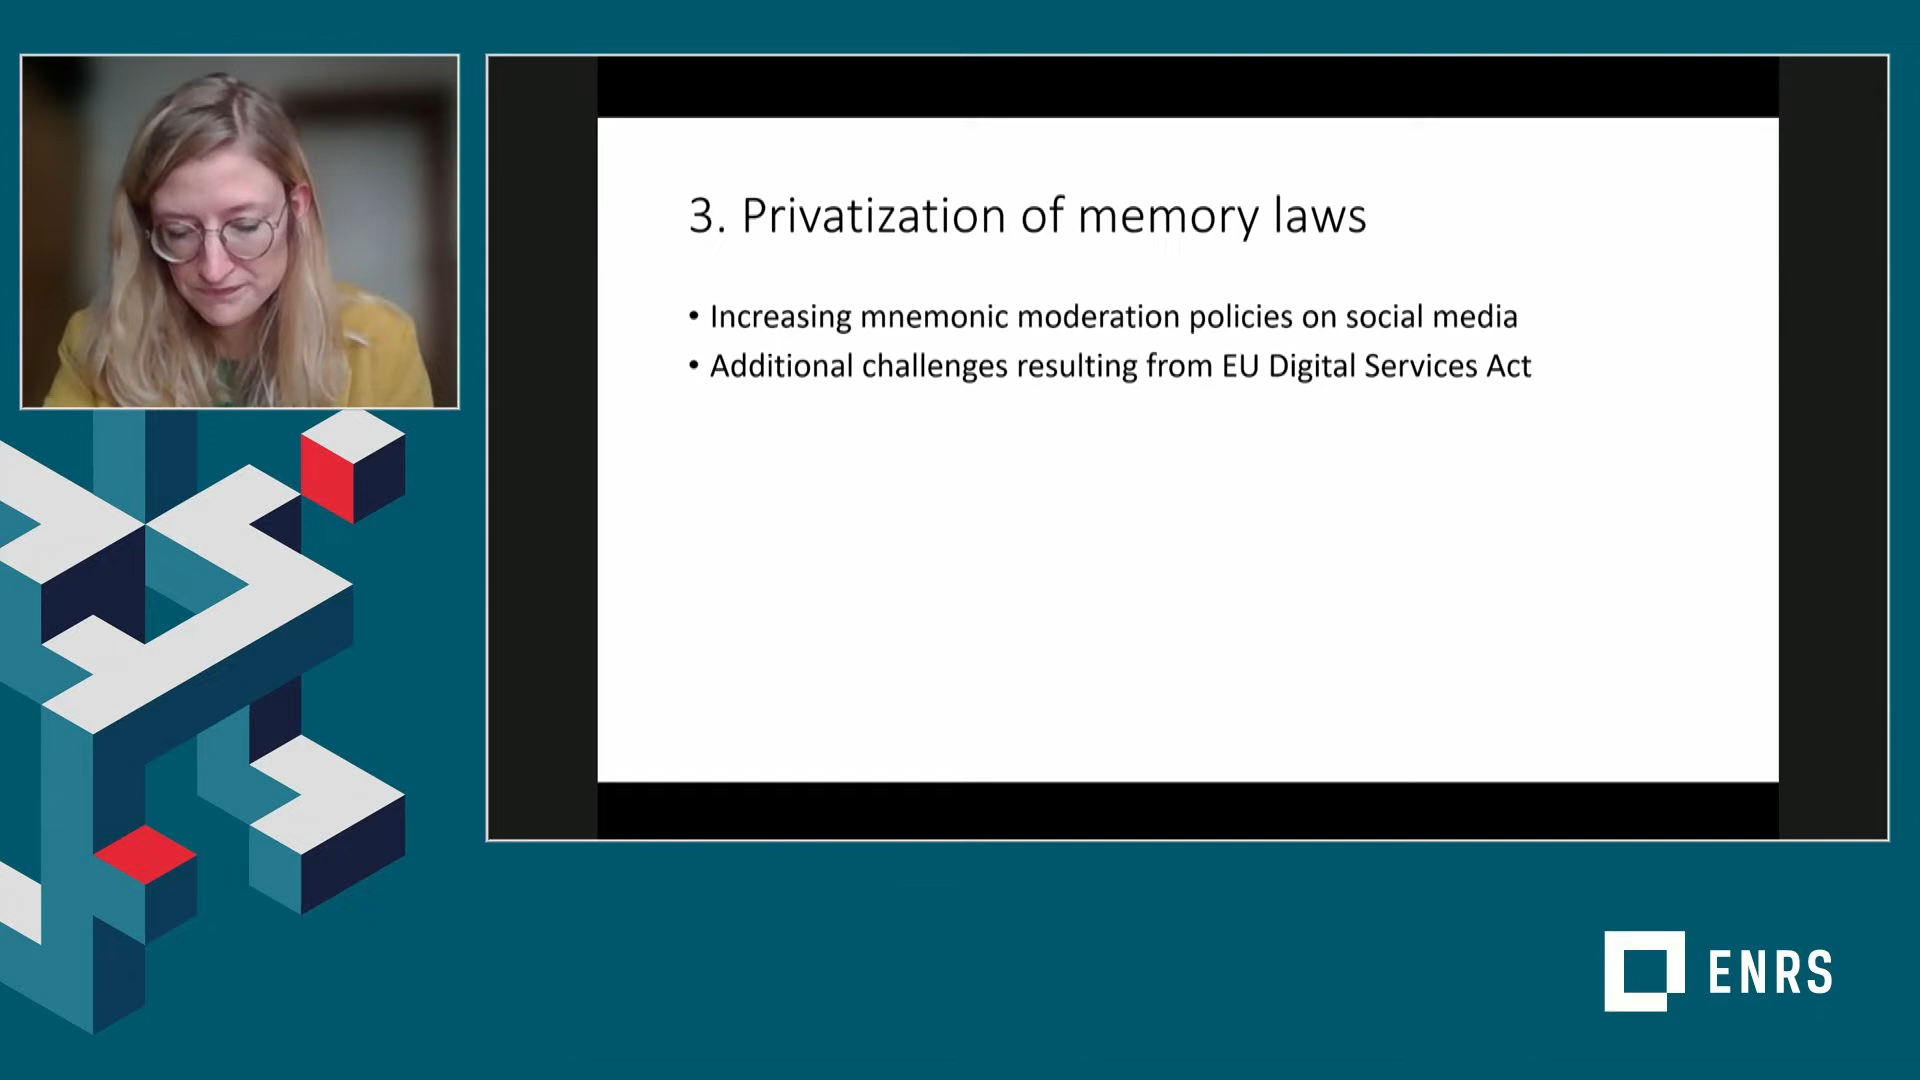 3. Privatization of memory laws
• Increasing mnemonic moderation policies on social media
• Additional challenges resulting from EU Digital Services Act
ENRS